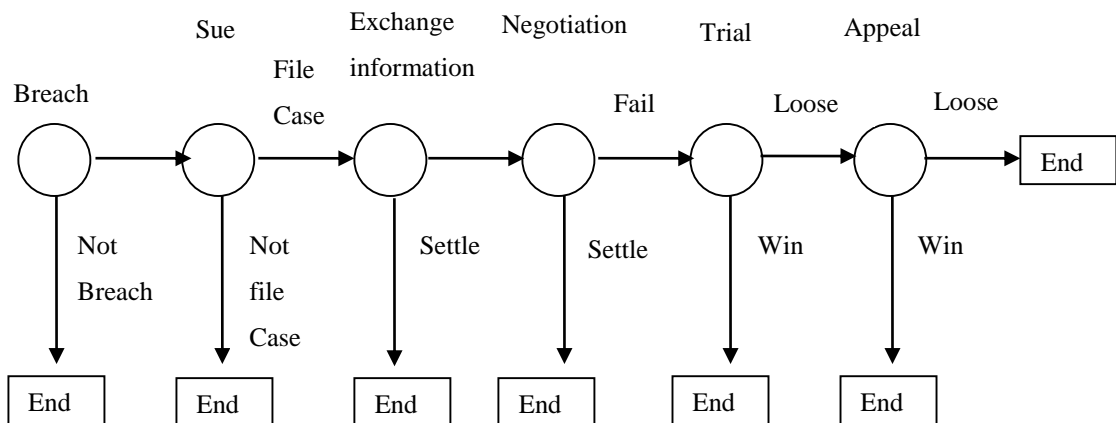 Sue
Exchange
information
Negotiation
Trial
Appeal
Breach
File
Case
Fail
Loose
Loose
End
Not
Breach
Not
file
Case
Settle
Settle
Win
Win
End
End
End
End
End
End